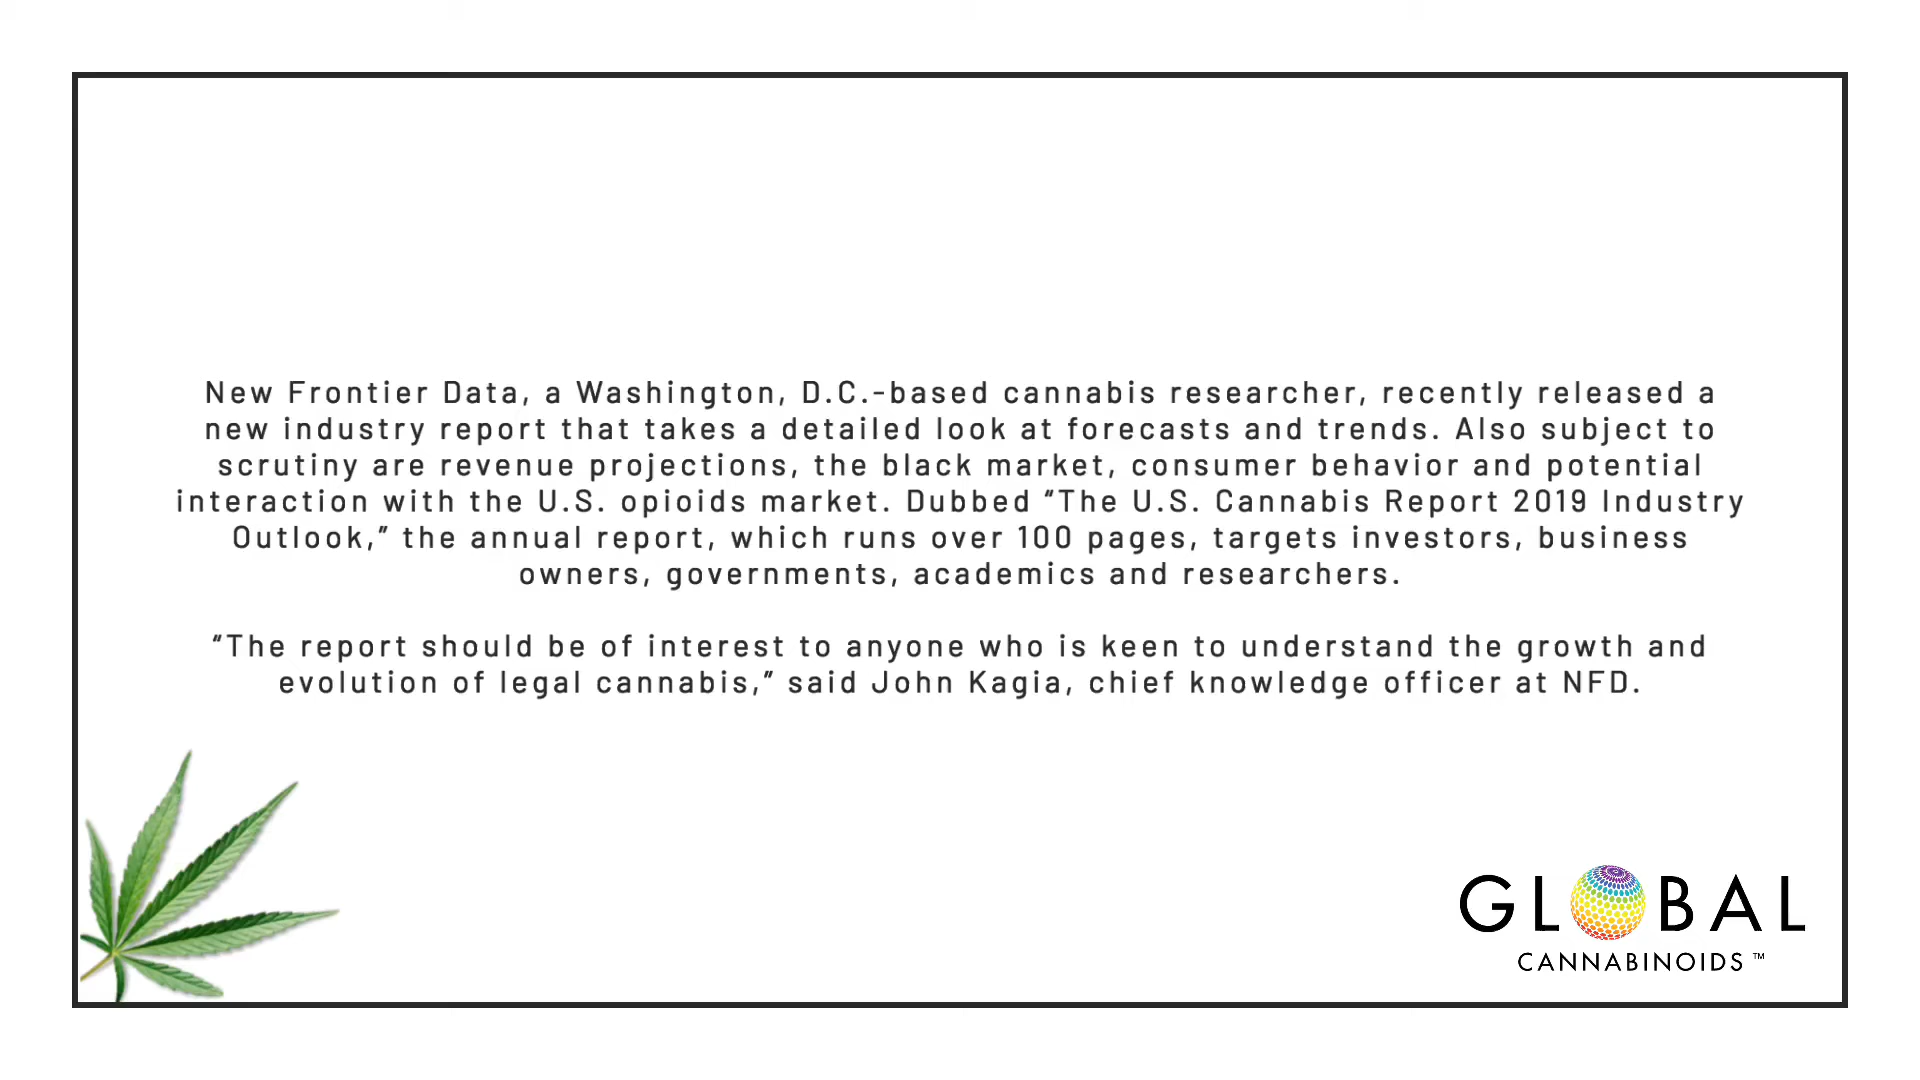 New Frontier Data, a Washington, D.C.-based cannabis researcher, recently released a
new industry report that takes a detailed look at forecasts and trends. Also subject to
scrutiny are revenue projections, the black market, consumer behavior and potential
interaction with the U.S. opioids market. Dubbed “The U.S. Cannabis Report 2019 Industry
Outlook,” the annual report, which runs over 100 pages, targets investors, business
owners, governments, academics and researchers.
“The report should be of interest to anyone who is keen to understand the growth and
evolution of legal cannabis,” said John Kagia, chief knowledge officer at NFD.
GLOBAL
CANNABINOIDS ™